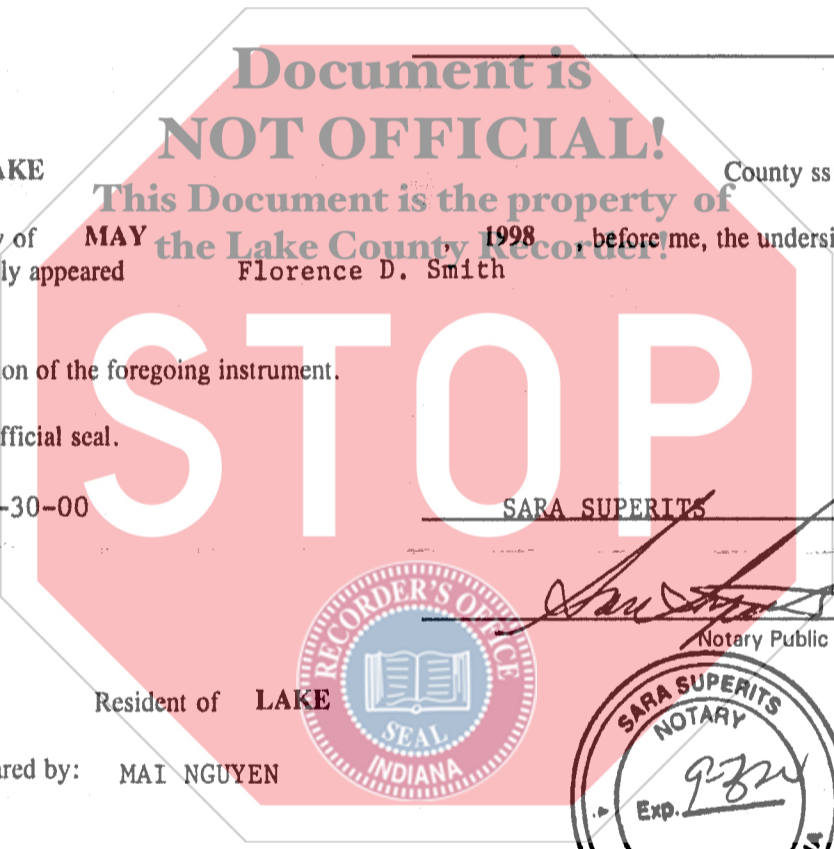 Document is
NOT OFFICIAL!
AKE County ss
This Document is the property of
y of MAY , 1998 , before me, the undersi
the Lake County Recorder!
ly appeared Florence D. Smith
STOP
on of the foregoing instrument.
fficial seal.
-30-00 SARA SUPERITS
Notary Public
RECORDER'S OFFICE
SEAL
INDIANA
Resident of LAKE
SARA SUPERITS
NOTARY
Exp.
ared by: MAI NGUYEN